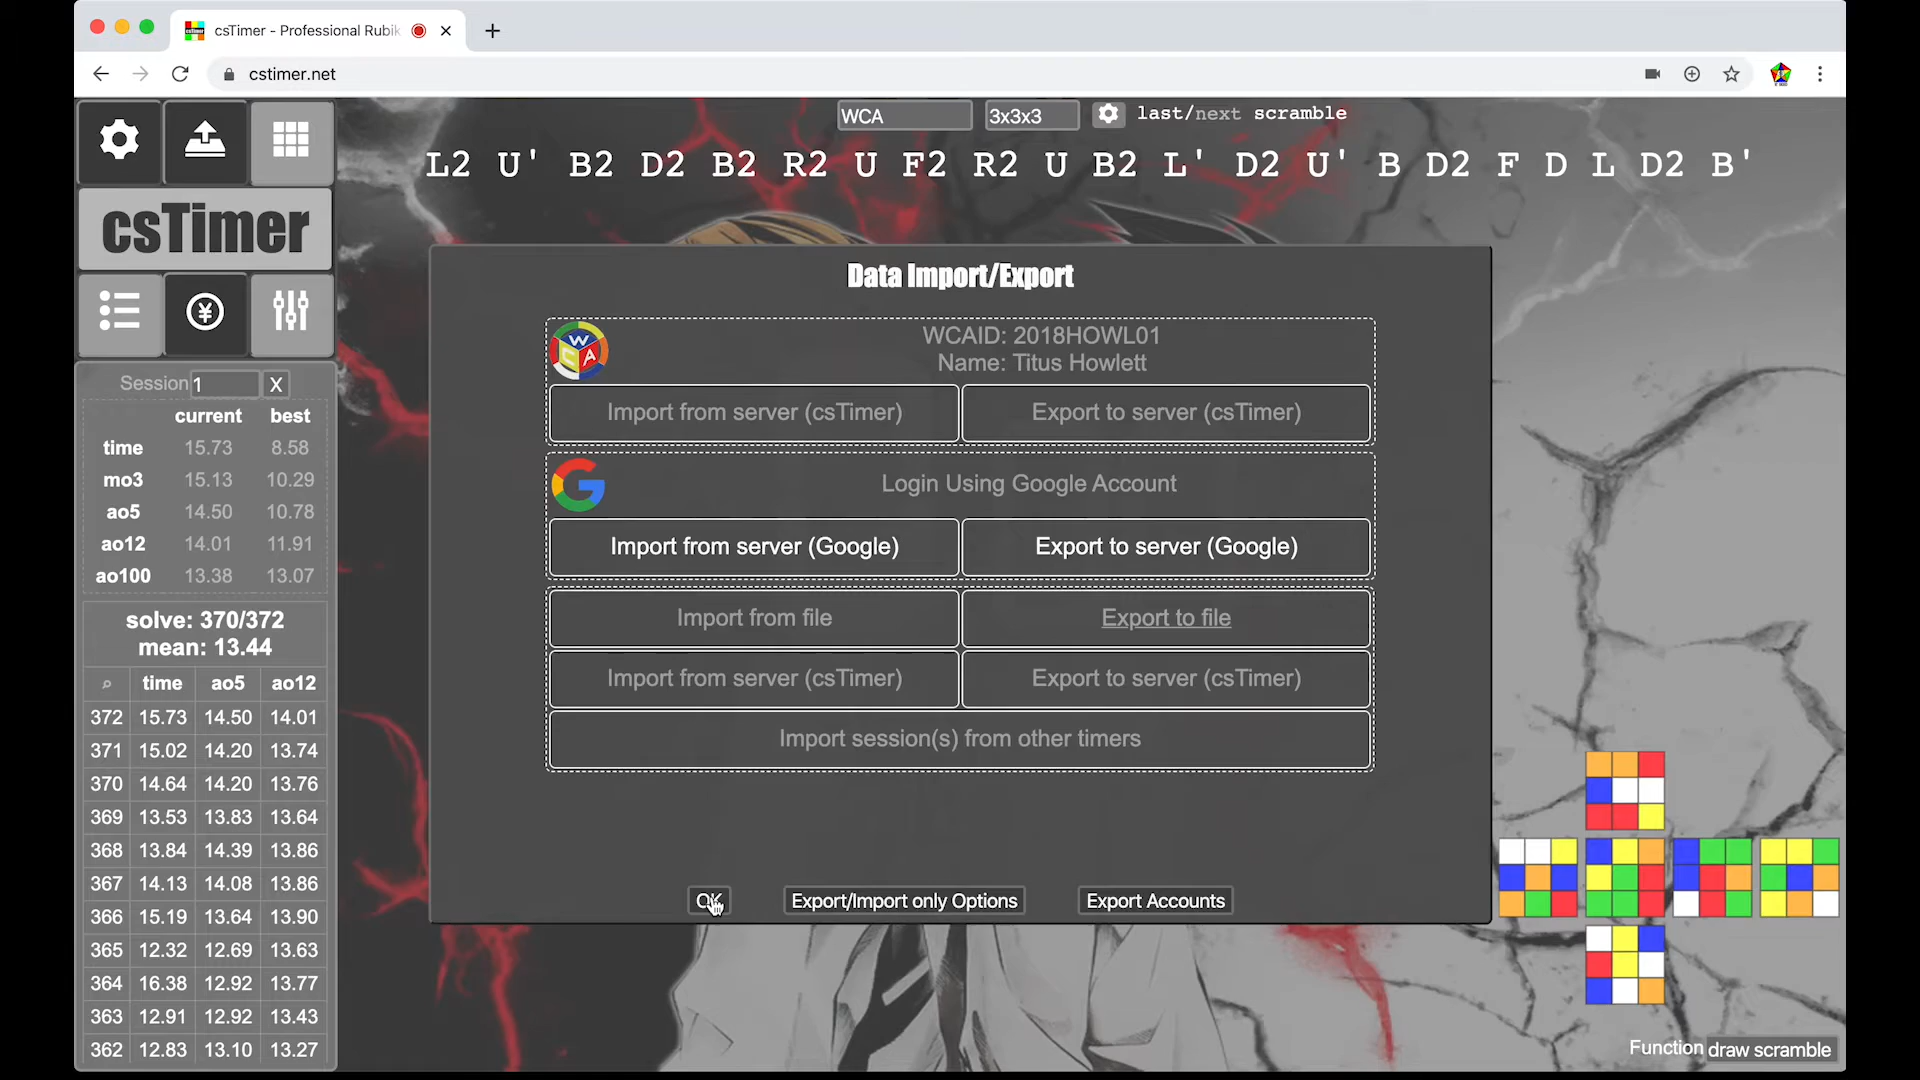 csTimer - Professional Rubik
cstimer.net
WCA 3x3x3 last/next scramble
L2 U' B2 D2 B2 R2 U F2 R2 U B2 L' D2 U' B D2 F D L D2 B'
csTimer
Session 1 X
current best
time 15.73 8.58
mo3 15.13 10.29
ao5 14.50 10.78
ao12 14.01 11.91
ao100 13.38 13.07
solve: 370/372
mean: 13.44
time ao5 ao12
372 15.73 14.50 14.01
371 15.02 14.20 13.74
370 14.64 14.20 13.76
369 13.53 13.83 13.64
368 13.84 14.39 13.86
367 14.13 14.08 13.86
366 15.19 13.64 13.90
365 12.32 12.69 13.63
364 16.38 12.92 13.77
363 12.91 12.92 13.43
362 12.83 13.10 13.27
Data Import/Export
WCA
WCAID: 2018HOWL01
Name: Titus Howlett
Import from server (csTimer) Export to server (csTimer)
Login Using Google Account
Import from server (Google) Export to server (Google)
Import from file Export to file
Import from server (csTimer) Export to server (csTimer)
Import session(s) from other timers
OK Export/Import only Options Export Accounts
Function draw scramble